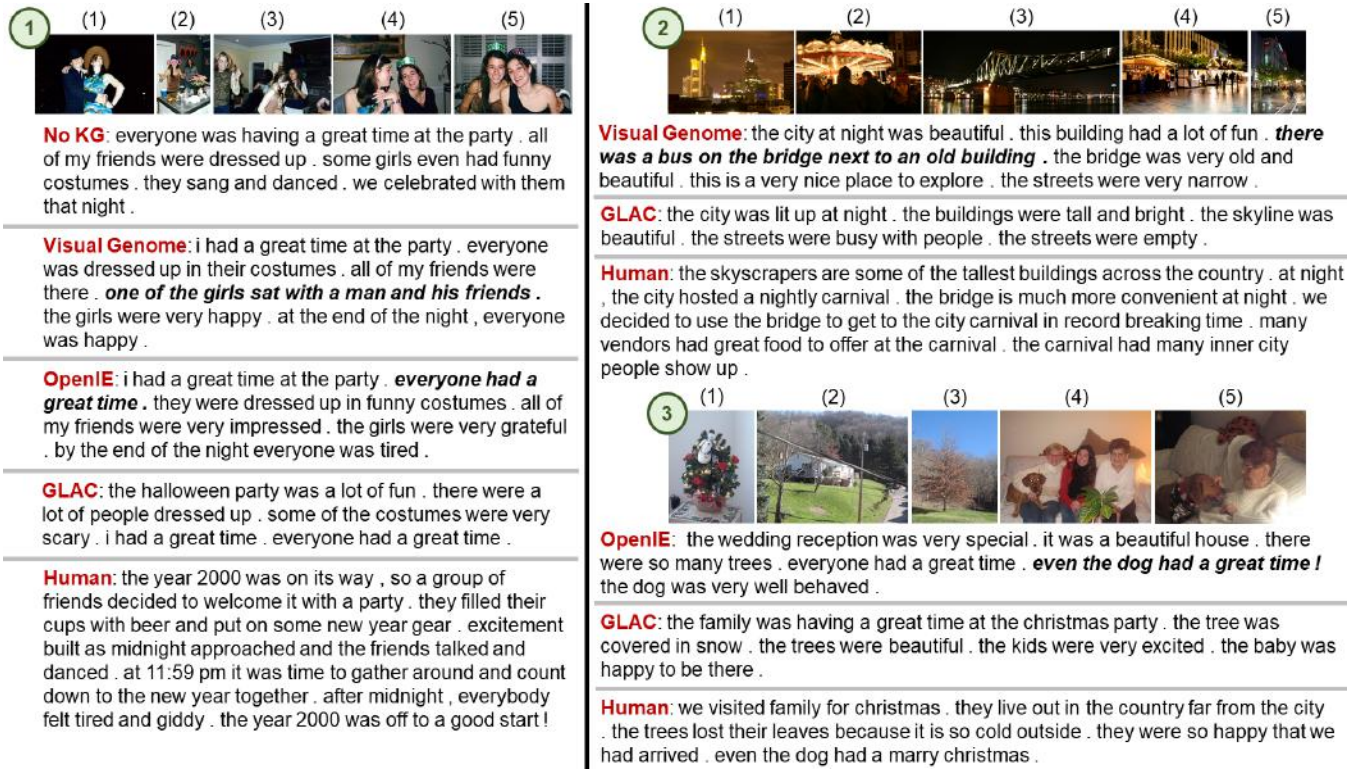 1
(1) (2) (3) (4) (5)
No KG: everyone was having a great time at the party . all
of my friends were dressed up . some girls even had funny
costumes . they sang and danced . we celebrated with them
that night .
Visual Genome: i had a great time at the party . everyone
was dressed up in their costumes . all of my friends were
there . one of the girls sat with a man and his friends .
the girls were very happy . at the end of the night , everyone
was happy .
OpenIE: i had a great time at the party . everyone had a
great time . they were dressed up in funny costumes . all of
my friends were very impressed . the girls were very grateful
. by the end of the night everyone was tired .
GLAC: the halloween party was a lot of fun . there were a
lot of people dressed up . some of the costumes were very
scary . i had a great time . everyone had a great time .
Human: the year 2000 was on its way , so a group of
friends decided to welcome it with a party . they filled their
cups with beer and put on some new year gear . excitement
built as midnight approached and the friends talked and
danced . at 11:59 pm it was time to gather around and count
down to the new year together . after midnight , everybody
felt tired and giddy . the year 2000 was off to a good start !
2
(1) (2) (3) (4) (5)
Visual Genome: the city at night was beautiful . this building had a lot of fun . there
was a bus on the bridge next to an old building . the bridge was very old and
beautiful . this is a very nice place to explore . the streets were very narrow .
GLAC: the city was lit up at night . the buildings were tall and bright . the skyline was
beautiful . the streets were busy with people . the streets were empty .
Human: the skyscrapers are some of the tallest buildings across the country . at night
, the city hosted a nightly carnival . the bridge is much more convenient at night . we
decided to use the bridge to get to the city carnival in record breaking time . many
vendors had great food to offer at the carnival . the carnival had many inner city
people show up .
3
(1) (2) (3) (4) (5)
OpenIE: the wedding reception was very special . it was a beautiful house . there
were so many trees . everyone had a great time . even the dog had a great time !
the dog was very well behaved .
GLAC: the family was having a great time at the christmas party . the tree was
covered in snow . the trees were beautiful . the kids were very excited . the baby was
happy to be there .
Human: we visited family for christmas . they live out in the country far from the city
. the trees lost their leaves because it is so cold outside . they were so happy that we
had arrived . even the dog had a marry christmas .